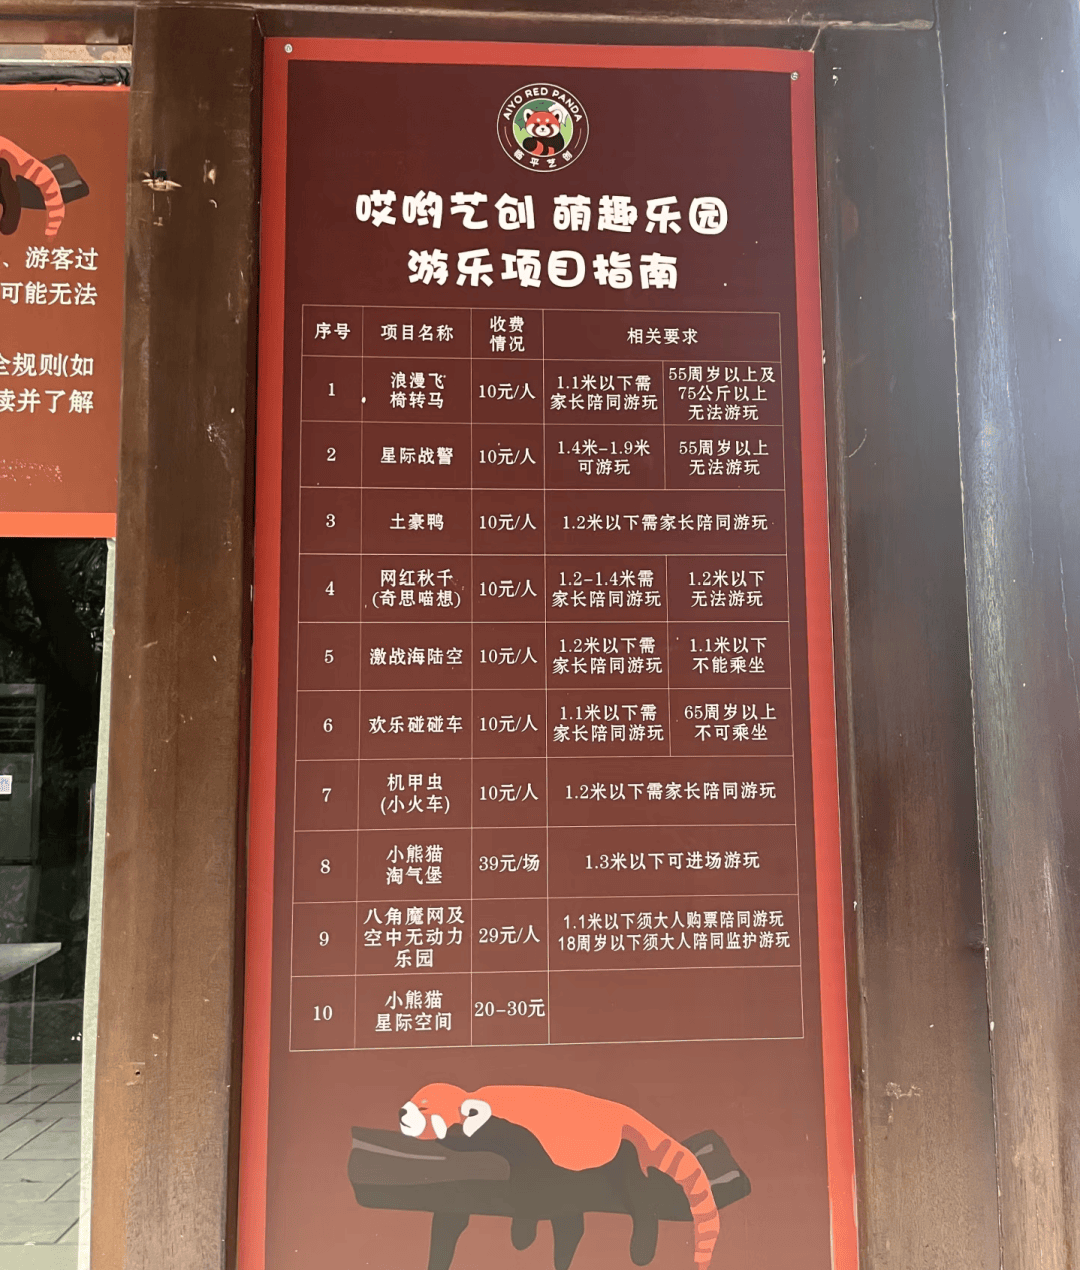 、游客过
可能无法
全规则(如
读并了解
AIYO RED PANDA
哎哟艺创 萌趣乐园
游乐项目指南
序号 项目名称 收费情况 相关要求
1 浪漫飞椅转马 10元/人 1.1米以下需家长陪同游玩 55周岁以上及75公斤以上无法游玩
2 星际战警 10元/人 1.4米-1.9米可游玩 55周岁以上无法游玩
3 土豪鸭 10元/人 1.2米以下需家长陪同游玩
4 网红秋千(奇思喵想) 10元/人 1.2-1.4米需家长陪同游玩 1.2米以下无法游玩
5 激战海陆空 10元/人 1.2米以下需家长陪同游玩 1.1米以下不能乘坐
6 欢乐碰碰车 10元/人 1.1米以下需家长陪同游玩 65周岁以上不可乘坐
7 机甲虫(小火车) 10元/人 1.2米以下需家长陪同游玩
8 小熊猫淘气堡 39元/场 1.3米以下可进场游玩
9 八角魔网及空中无动力乐园 29元/人 1.1米以下须大人购票陪同游玩 18周岁以下须大人陪同监护游玩
10 小熊猫星际空间 20-30元